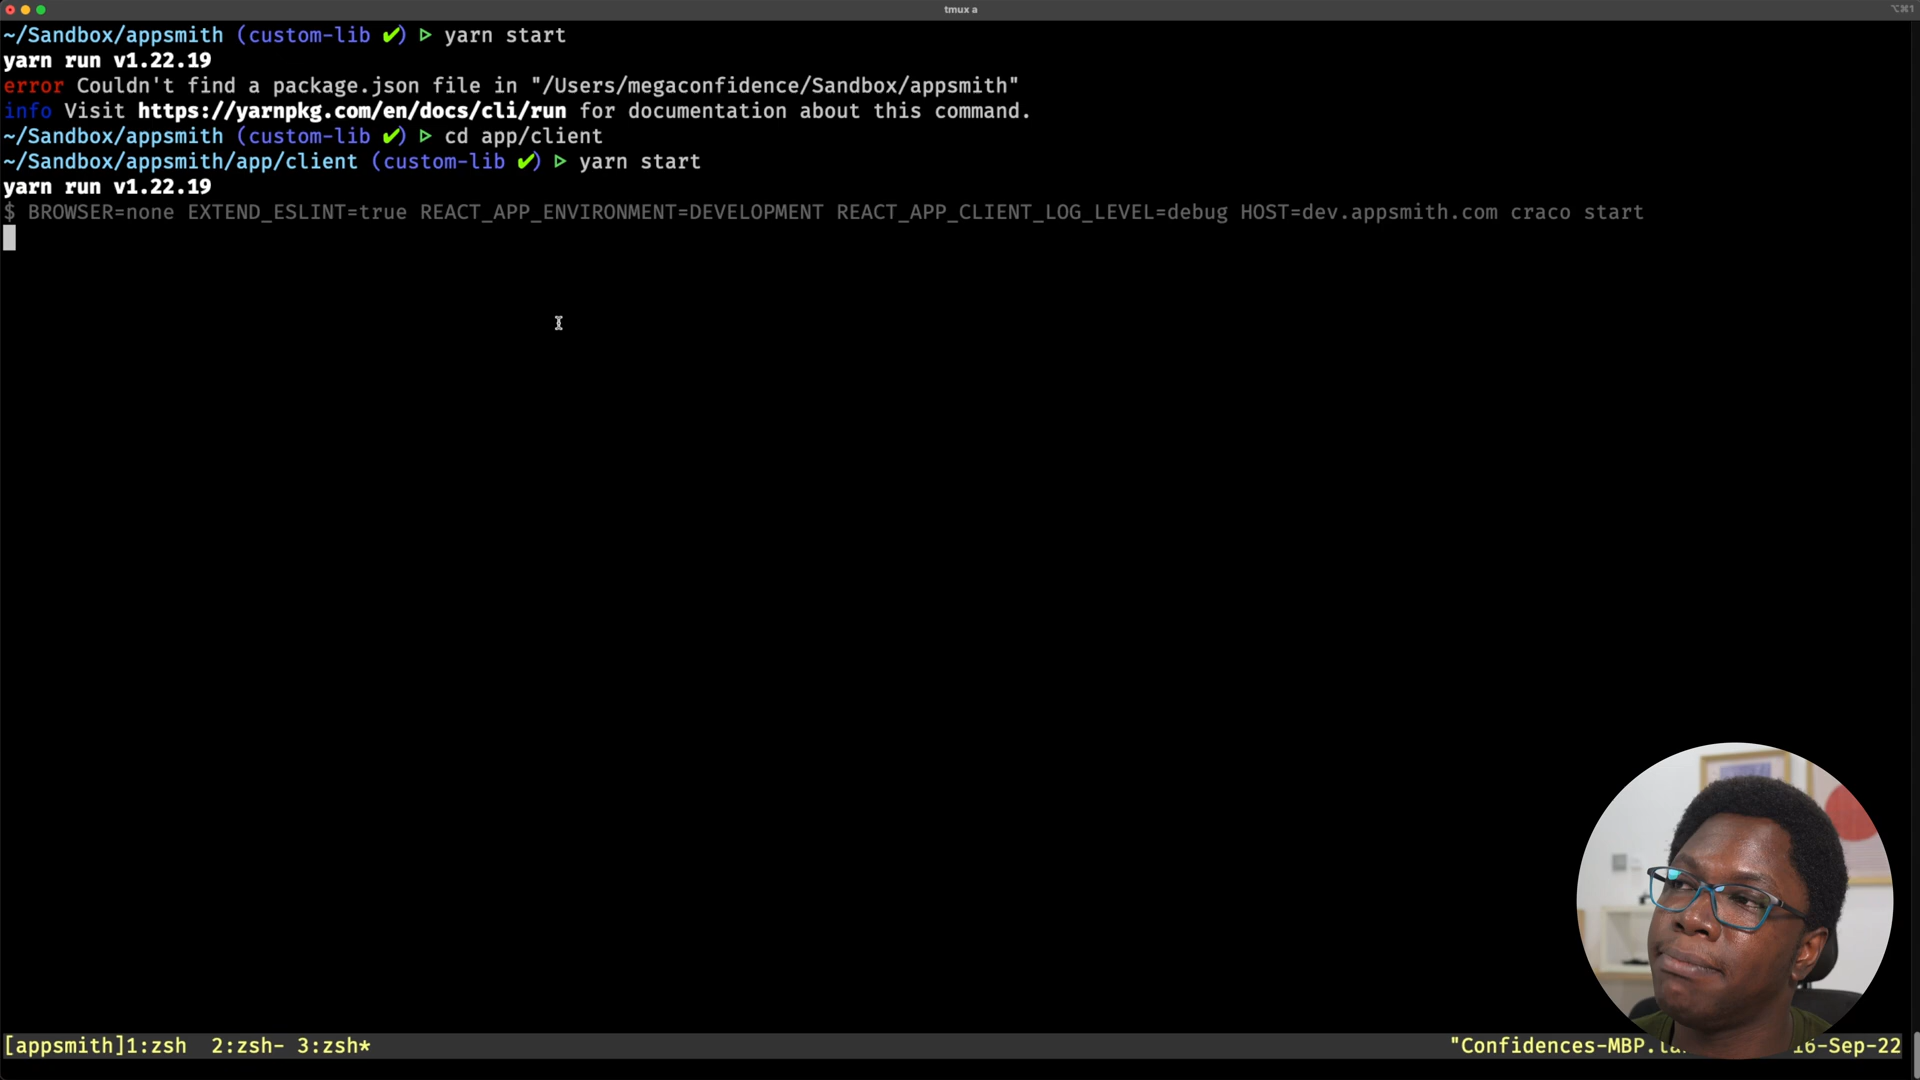 tmux a
⌥⌘1
~/Sandbox/appsmith (custom-lib ✔) ▷ yarn start
yarn run v1.22.19
error Couldn't find a package.json file in "/Users/megaconfidence/Sandbox/appsmith"
info Visit https://yarnpkg.com/en/docs/cli/run for documentation about this command.
~/Sandbox/appsmith (custom-lib ✔) ▷ cd app/client
~/Sandbox/appsmith/app/client (custom-lib ✔) ▷ yarn start
yarn run v1.22.19
$ BROWSER=none EXTEND_ESLINT=true REACT_APP_ENVIRONMENT=DEVELOPMENT REACT_APP_CLIENT_LOG_LEVEL=debug HOST=dev.appsmith.com craco start
[appsmith]1:zsh  2:zsh- 3:zsh* "Confidences-MBP. 16-Sep-22